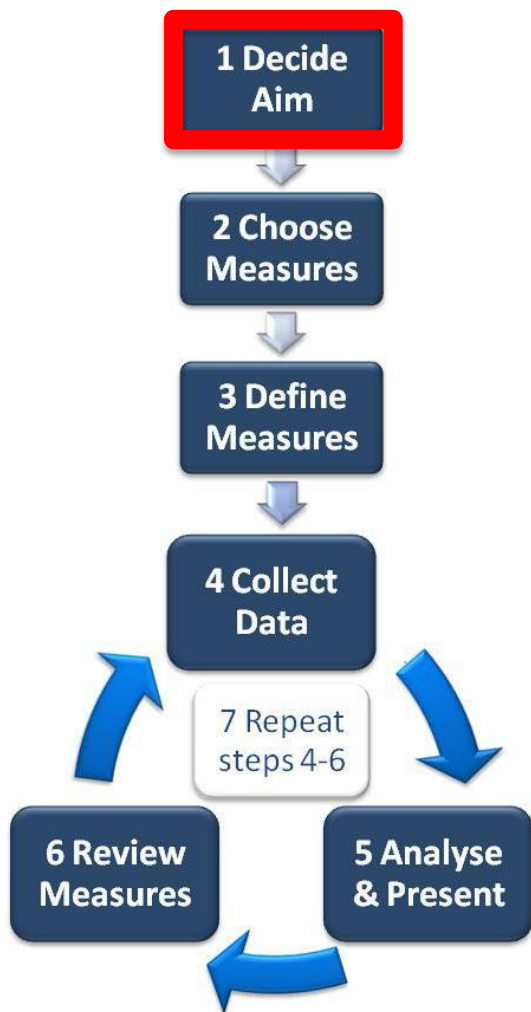 1 Decide
Aim
2 Choose
Measures
3 Define
Measures
4 Collect
Data
7 Repeat
steps 4-6
6 Review
Measures
5 Analyse
& Present